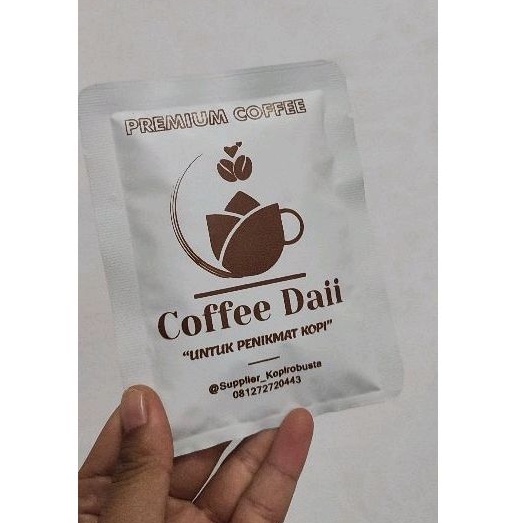 PREMIUM COFFEE
Coffee Daii
"UNTUK PENIKMAT KOPI"
@Supplier_Kopirobusta
081272720443